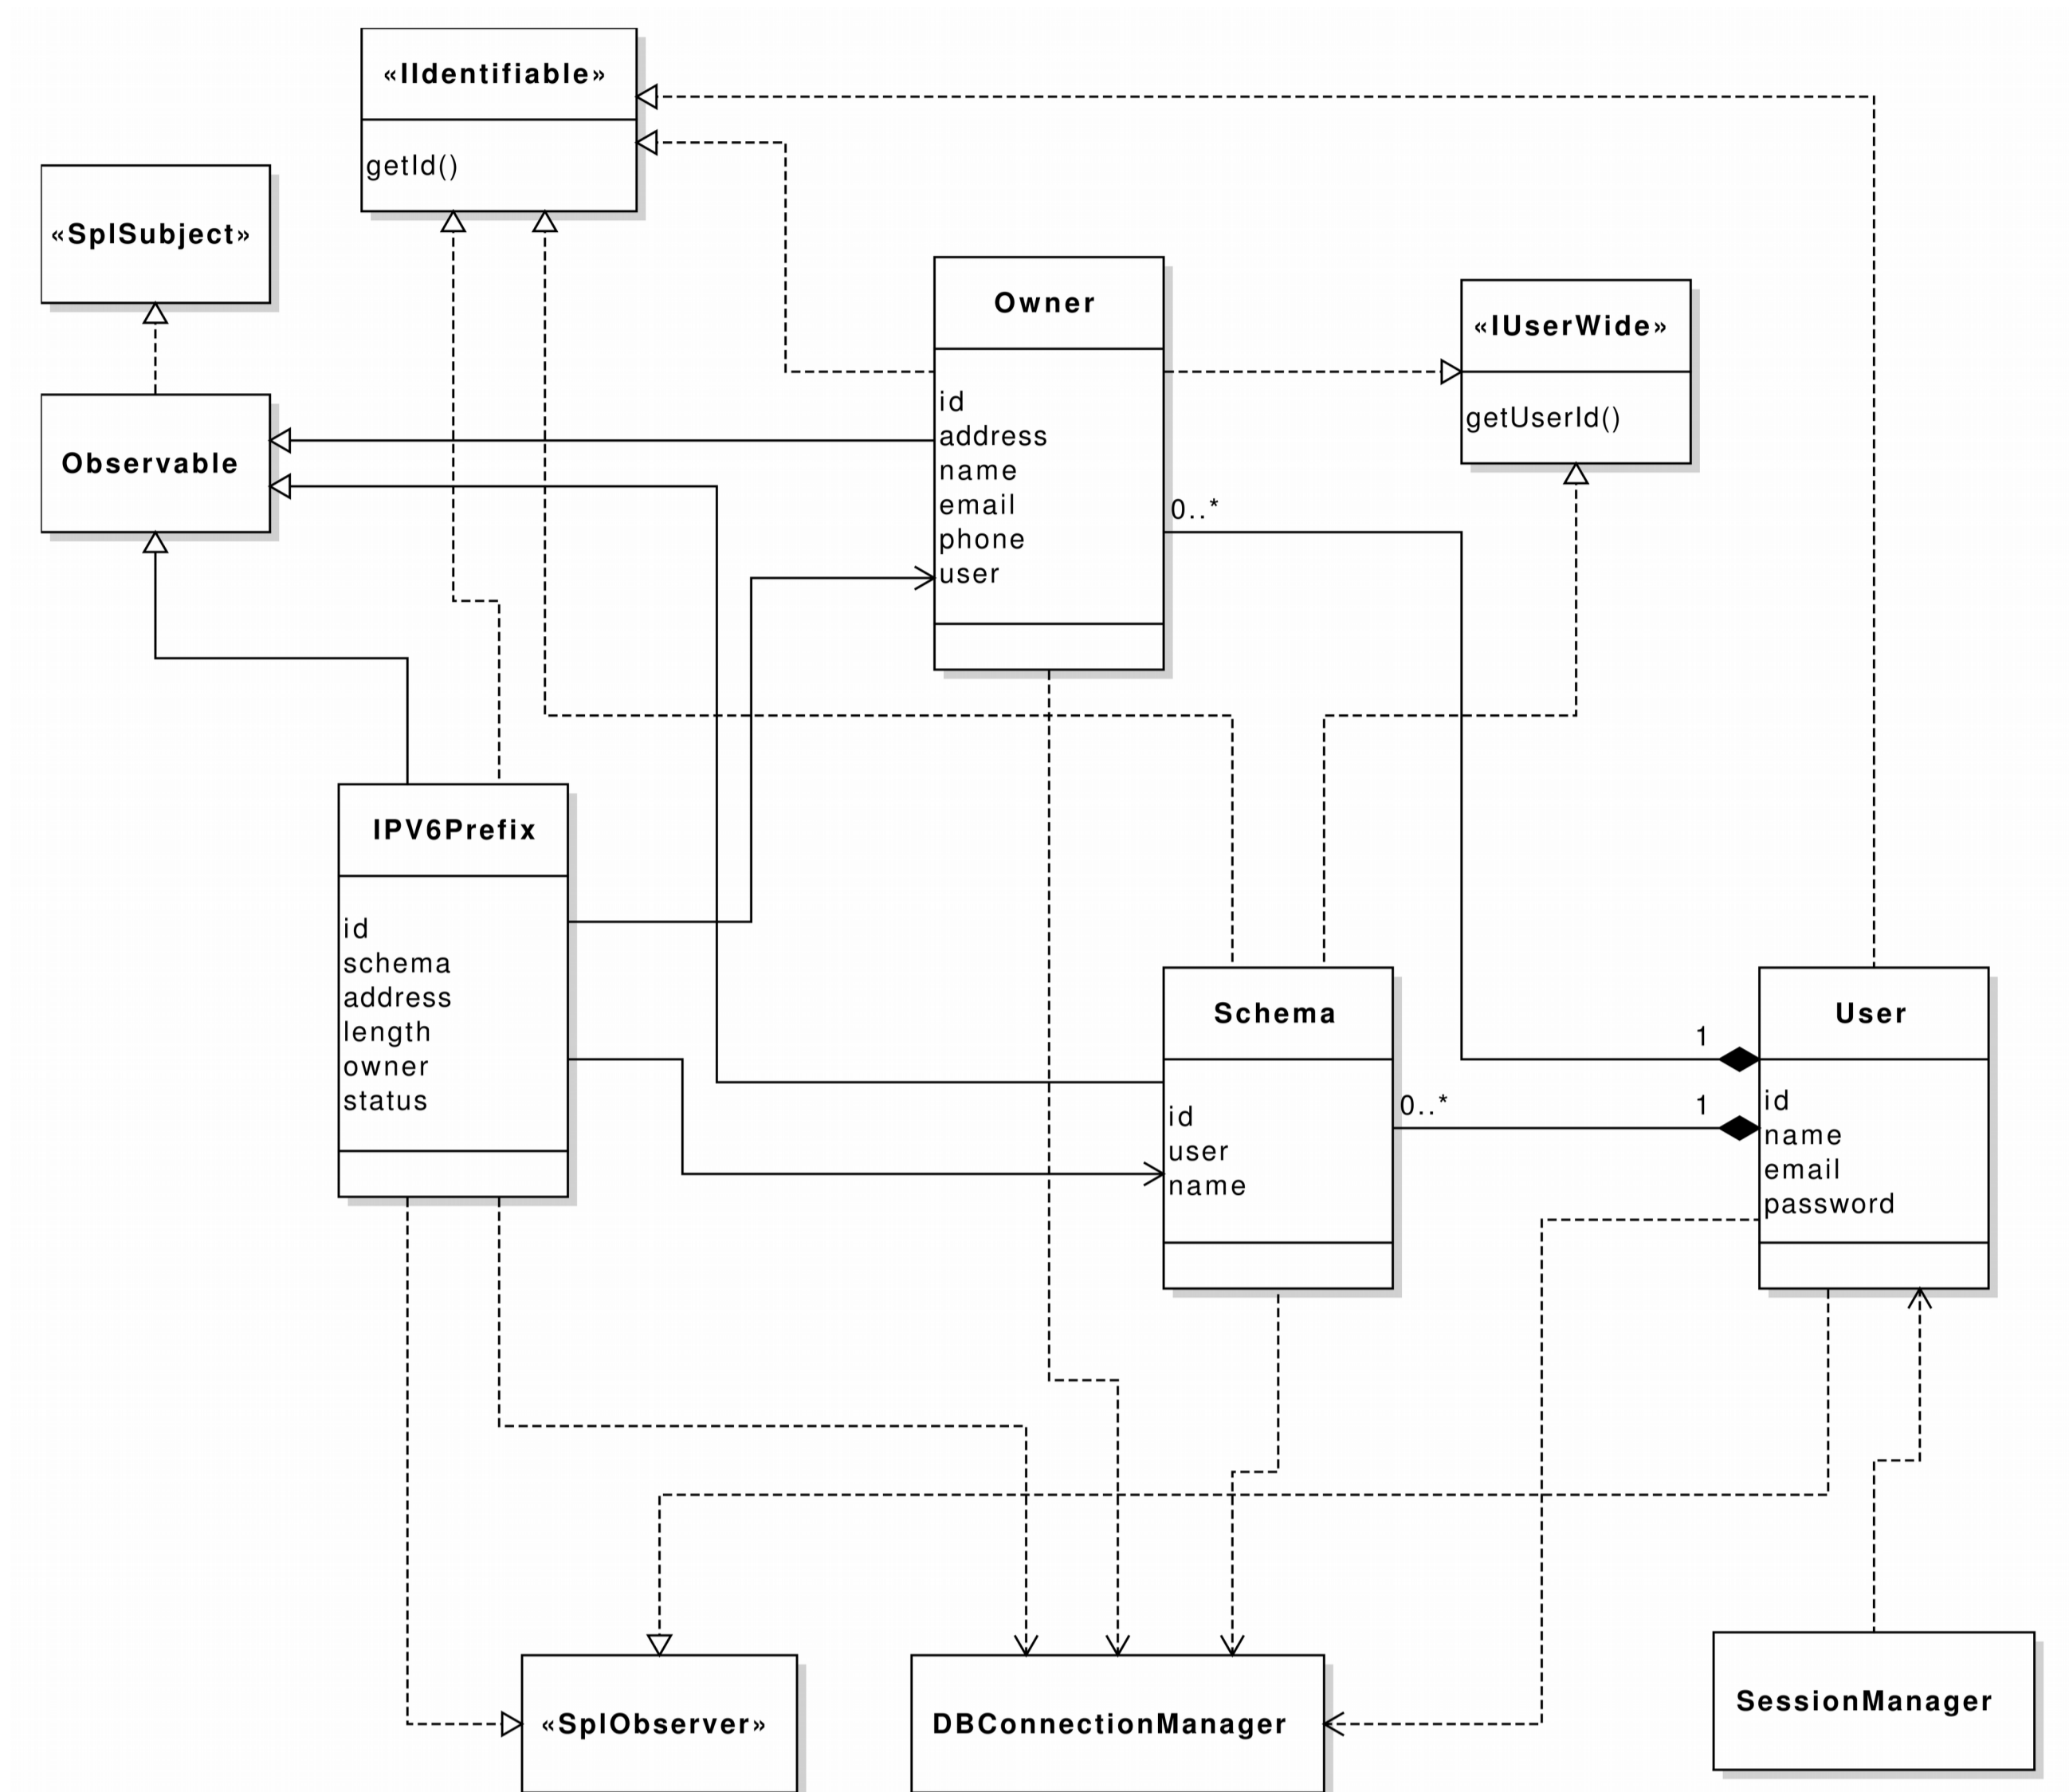 «IIdentifiable»
getId()
«SplSubject»
Observable
Owner
id
address
name
email
phone
user
«IUserWide»
getUserId()
0..*
IPV6Prefix
id
schema
address
length
owner
status
Schema
id
user
name
0..*
1
1
User
id
name
email
password
«SplObserver»
DBConnectionManager
SessionManager